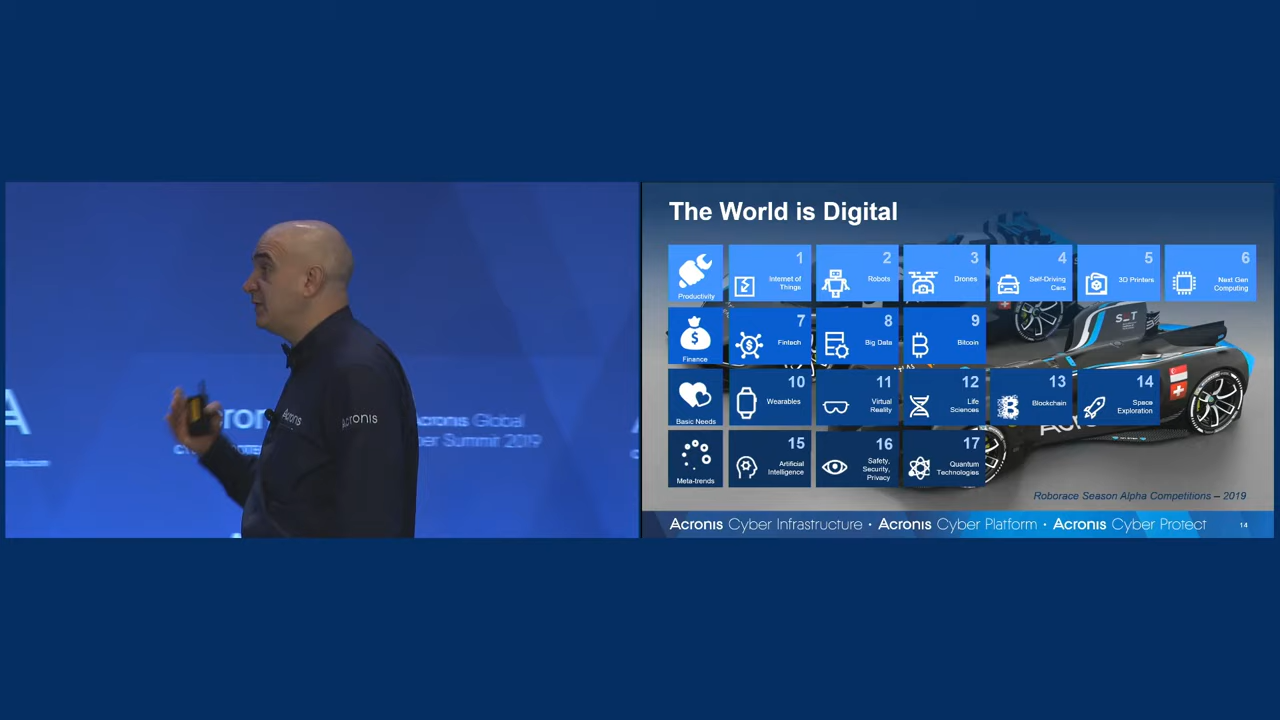 Acronis
Acronis
Acronis Global
Cyber Summit 2019
The World is Digital
Productivity
1
Internet of
Things
2
Robots
3
Drones
4
Self-Driving
Cars
5
3D Printers
6
Next Gen
Computing
Finance
7
Fintech
8
Big Data
9
Bitcoin
Basic Needs
10
Wearables
11
Virtual
Reality
12
Life
Sciences
13
Blockchain
14
Space
Exploration
Meta-trends
15
Artificial
Intelligence
16
Safety,
Security,
Privacy
17
Quantum
Technologies
Roborace Season Alpha Competitions – 2019
Acronis Cyber Infrastructure · Acronis Cyber Platform · Acronis Cyber Protect
14